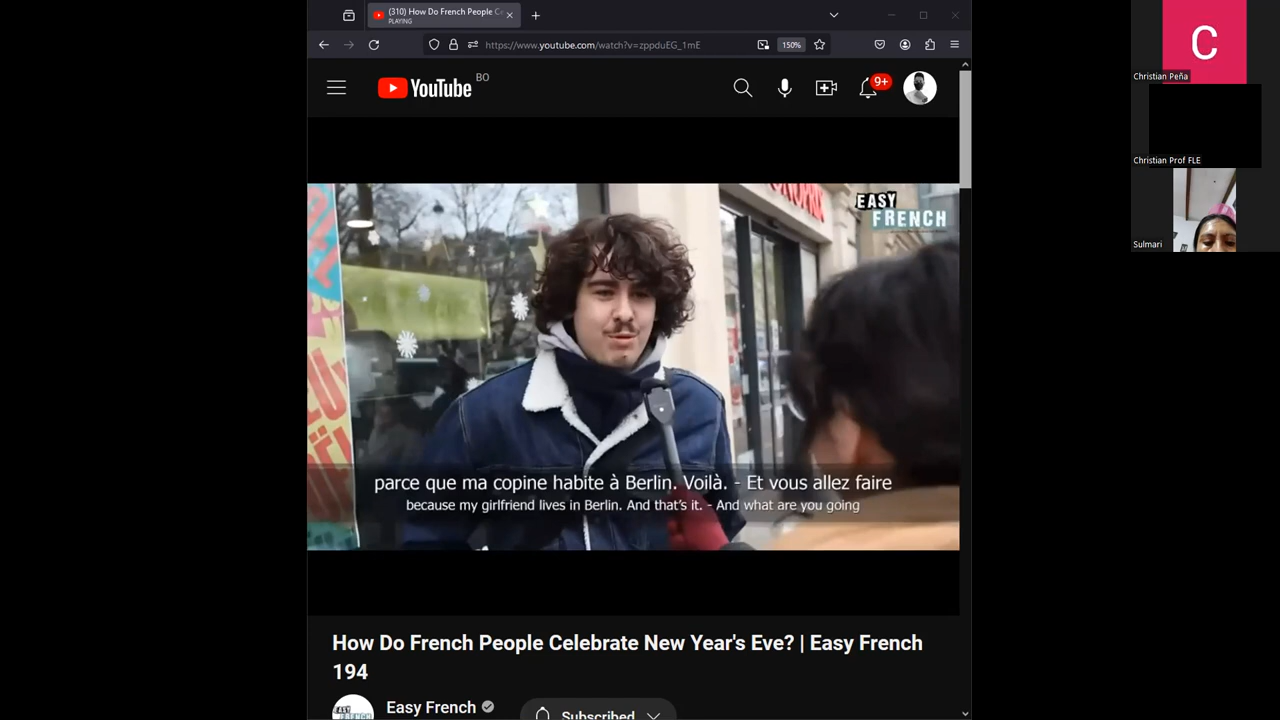 (310) How Do French People Ce
PLAYING
https://www.youtube.com/watch?v=zppduEG_1mE
150%
YouTube
BO
9+
EASY
FRENCH
parce que ma copine habite à Berlin. Voilà. - Et vous allez faire
because my girlfriend lives in Berlin. And that's it. - And what are you going
How Do French People Celebrate New Year's Eve? | Easy French
194
Easy French
Subscribed
C
Christian Peña
Christian Prof FLE
Sulmari